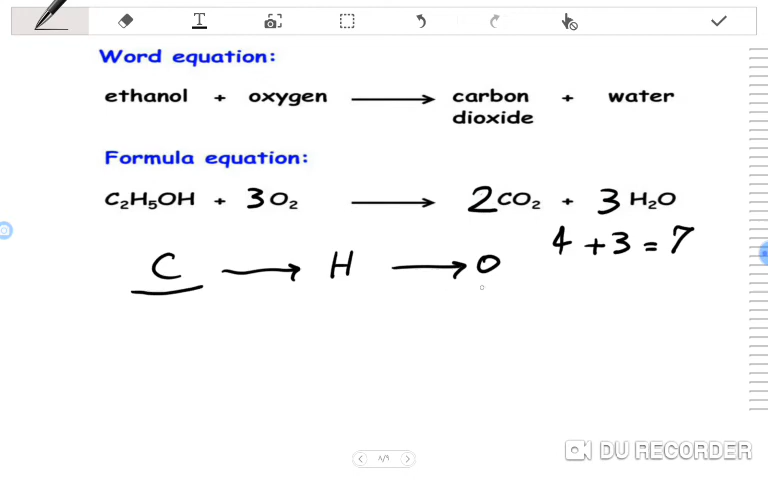 Word equation:
ethanol + oxygen ⟶ carbon dioxide + water
Formula equation:
C₂H₅OH + 3O₂ ⟶ 2CO₂ + 3H₂O
4 + 3 = 7
C ⟶ H ⟶ O
DU RECORDER